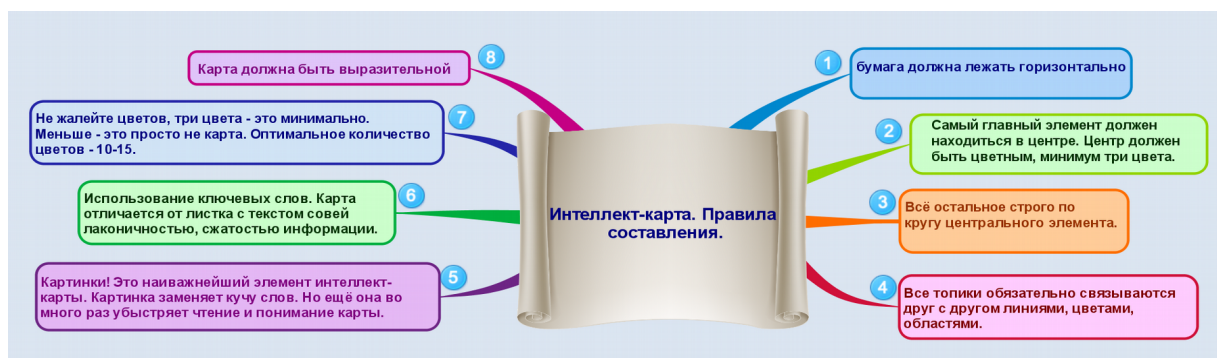 Интеллект-карта. Правила
составления.
1
бумага должна лежать горизонтально
2
Самый главный элемент должен
находиться в центре. Центр должен
быть цветным, минимум три цвета.
3
Всё остальное строго по
кругу центрального элемента.
4
Все топики обязательно связываются
друг с другом линиями, цветами,
областями.
5
Картинки! Это наиважнейший элемент интеллект-
карты. Картинка заменяет кучу слов. Но ещё она во
много раз убыстряет чтение и понимание карты.
6
Использование ключевых слов. Карта
отличается от листка с текстом совей
лаконичностью, сжатостью информации.
7
Не жалейте цветов, три цвета - это минимально.
Меньше - это просто не карта. Оптимальное количество
цветов - 10-15.
8
Карта должна быть выразительной